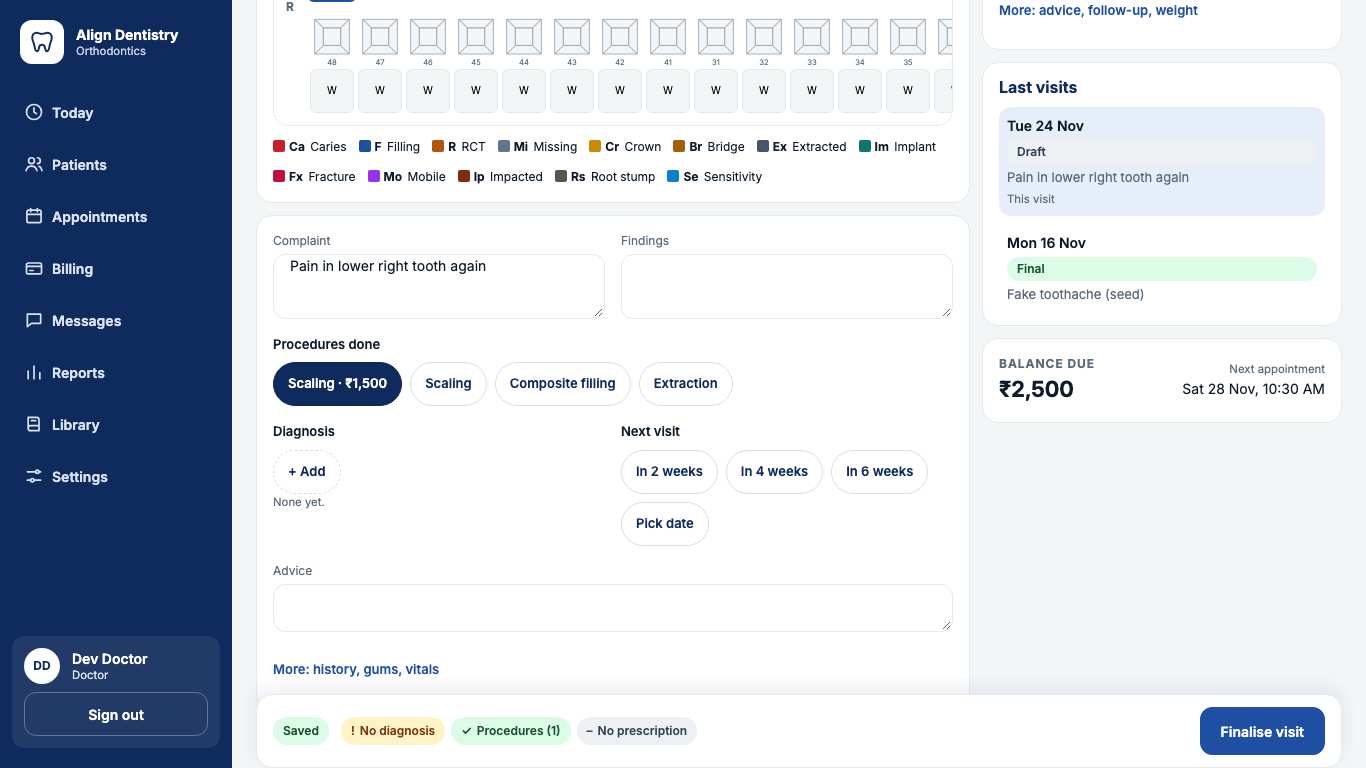 Align Dentistry
Orthodontics
Today
Patients
Appointments
Billing
Messages
Reports
Library
Settings
DD
Dev Doctor
Doctor
Sign out
R
48 47 46 45 44 43 42 41 31 32 33 34 35
W W W W W W W W W W W W W
Ca Caries F Filling R RCT Mi Missing Cr Crown Br Bridge Ex Extracted Im Implant
Fx Fracture Mo Mobile Ip Impacted Rs Root stump Se Sensitivity
Complaint
Pain in lower right tooth again
Findings
Procedures done
Scaling · ₹1,500 Scaling Composite filling Extraction
Diagnosis
+ Add
None yet.
Next visit
In 2 weeks In 4 weeks In 6 weeks
Pick date
Advice
More: history, gums, vitals
Saved ! No diagnosis ✓ Procedures (1) – No prescription
Finalise visit
More: advice, follow-up, weight
Last visits
Tue 24 Nov
Draft
Pain in lower right tooth again
This visit
Mon 16 Nov
Final
Fake toothache (seed)
BALANCE DUE
₹2,500
Next appointment
Sat 28 Nov, 10:30 AM